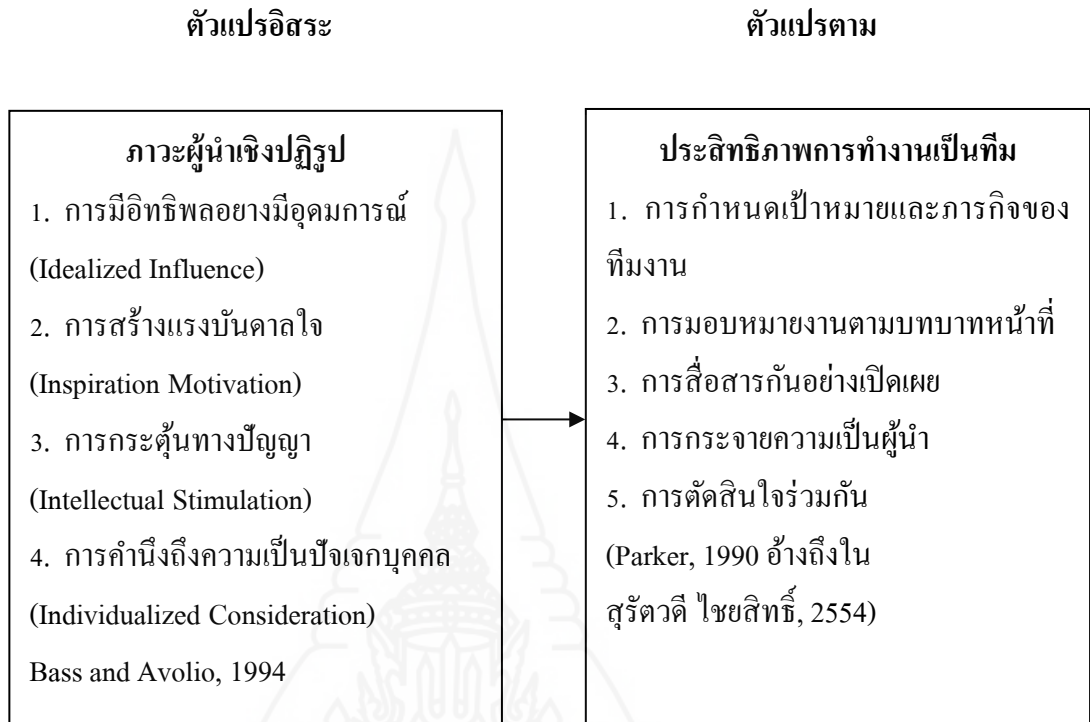 ตัวแปรอิสระ
ตัวแปรตาม
ภาวะผู้นำเชิงปฏิรูป
1. การมีอิทธิพลอยางมีอุดมการณ์
(Idealized Influence)
2. การสร้างแรงบันดาลใจ
(Inspiration Motivation)
3. การกระตุ้นทางปัญญา
(Intellectual Stimulation)
4. การคำนึงถึงความเป็นปัจเจกบุคคล
(Individualized Consideration)
Bass and Avolio, 1994
ประสิทธิภาพการทำงานเป็นทีม
1. การกำหนดเป้าหมายและภารกิจของ
ทีมงาน
2. การมอบหมายงานตามบทบาทหน้าที่
3. การสื่อสารกันอย่างเปิดเผย
4. การกระจายความเป็นผู้นำ
5. การตัดสินใจร่วมกัน
(Parker, 1990 อ้างถึงใน
สุรัตวดี ไชยสิทธิ์, 2554)